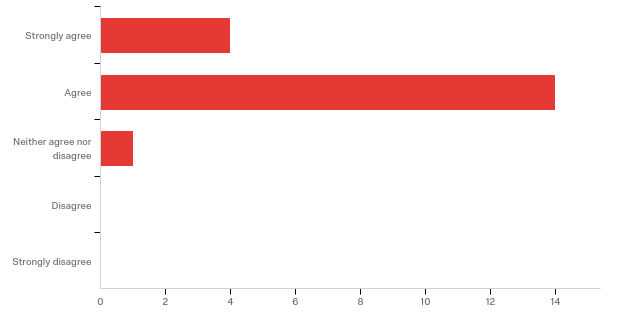 Strongly agree
Agree
Neither agree nor
disagree
Disagree
Strongly disagree
0 2 4 6 8 10 12 14